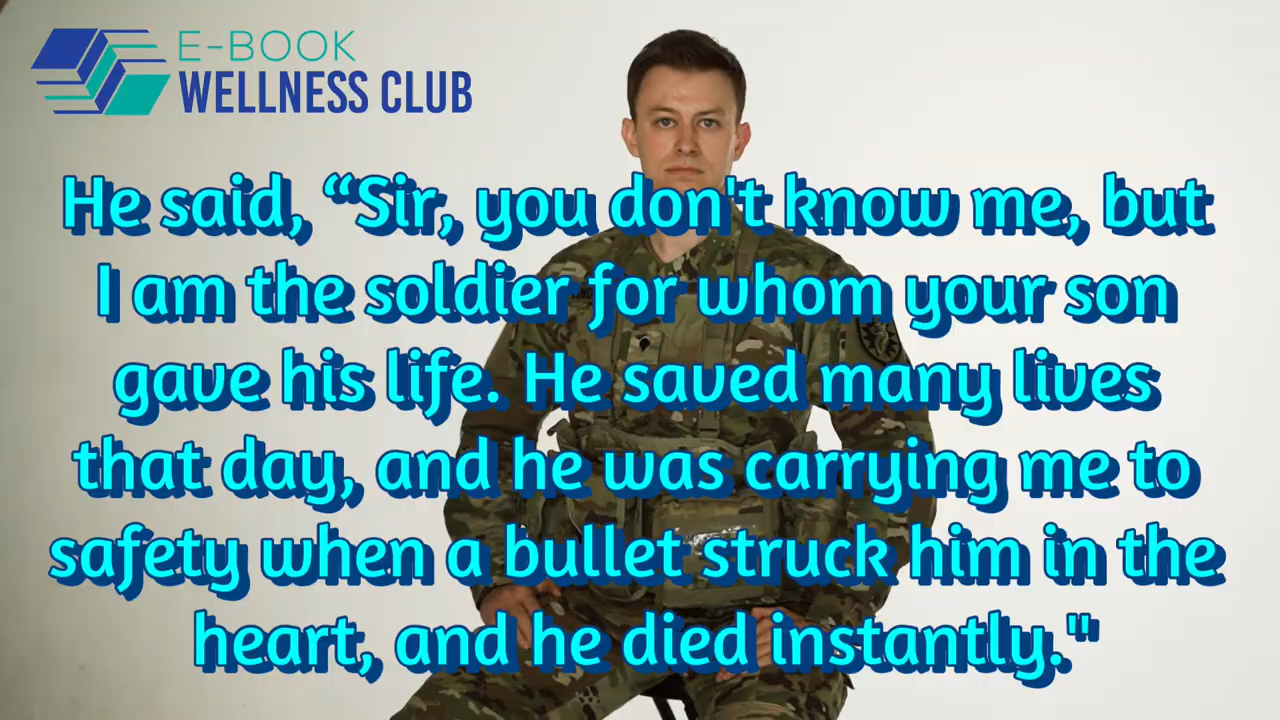 E-BOOK
WELLNESS CLUB
He said, “Sir, you don't know me, but
I am the soldier for whom your son
gave his life. He saved many lives
that day, and he was carrying me to
safety when a bullet struck him in the
heart, and he died instantly."